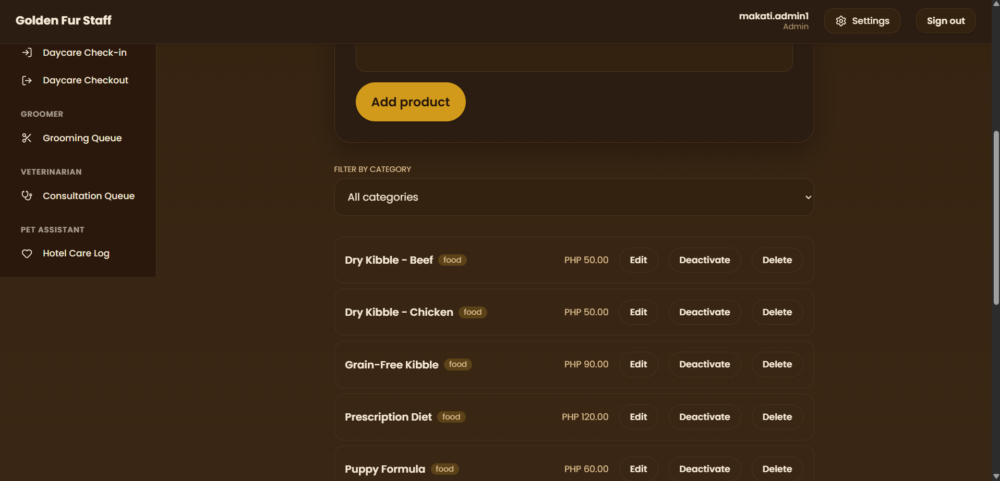 Golden Fur Staff
makati.admin1
Admin
Settings
Sign out
Daycare Check-in
Daycare Checkout
GROOMER
Grooming Queue
VETERINARIAN
Consultation Queue
PET ASSISTANT
Hotel Care Log
Add product
FILTER BY CATEGORY
All categories
Dry Kibble - Beef food PHP 50.00 Edit Deactivate Delete
Dry Kibble - Chicken food PHP 50.00 Edit Deactivate Delete
Grain-Free Kibble food PHP 90.00 Edit Deactivate Delete
Prescription Diet food PHP 120.00 Edit Deactivate Delete
Puppy Formula food PHP 60.00 Edit Deactivate Delete